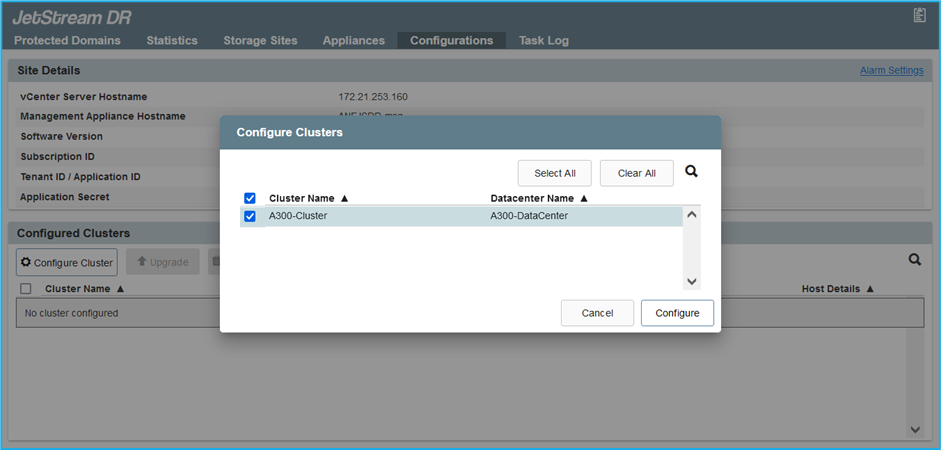 JetStream DR
Protected Domains Statistics Storage Sites Appliances Configurations Task Log
Site Details Alarm Settings
vCenter Server Hostname 172.21.253.160
Management Appliance Hostname
Software Version
Subscription ID
Tenant ID / Application ID
Application Secret
Configure Clusters
Select All Clear All
Cluster Name ▲ Datacenter Name ▲
A300-Cluster A300-DataCenter
Cancel Configure
Configured Clusters
Configure Cluster Upgrade
Cluster Name ▲ Host Details ▲
No cluster configured